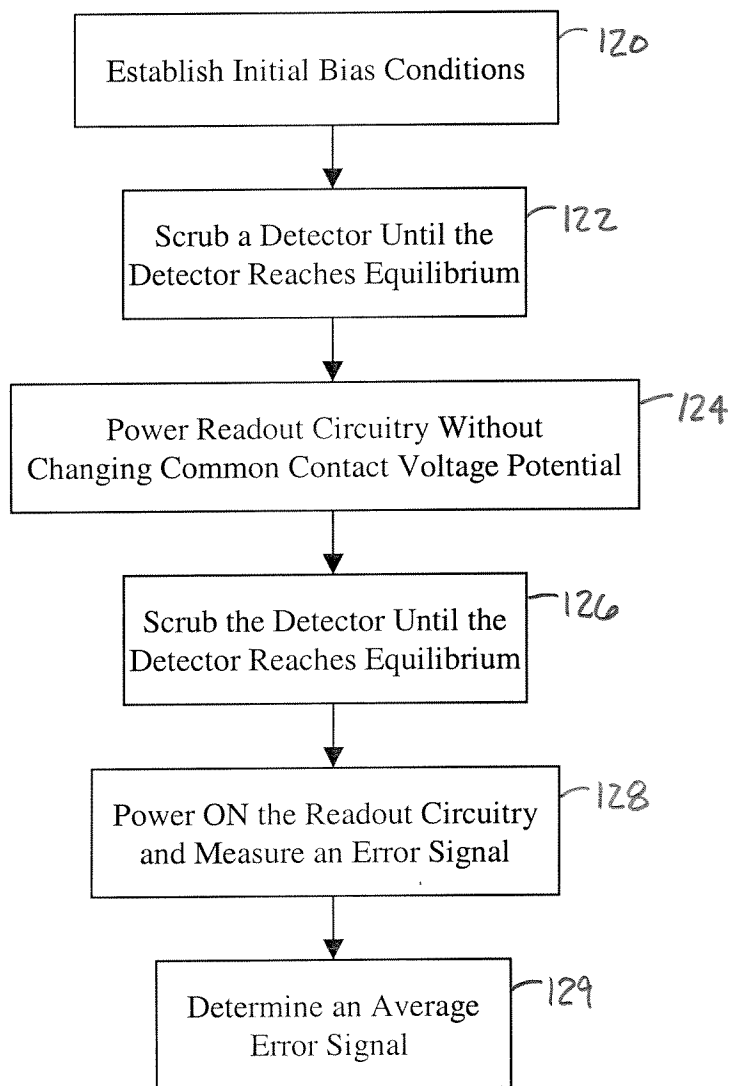 Establish Initial Bias Conditions
120
Scrub a Detector Until the
Detector Reaches Equilibrium
122
Power Readout Circuitry Without
Changing Common Contact Voltage Potential
124
Scrub the Detector Until the
Detector Reaches Equilibrium
126
Power ON the Readout Circuitry
and Measure an Error Signal
128
Determine an Average
Error Signal
129